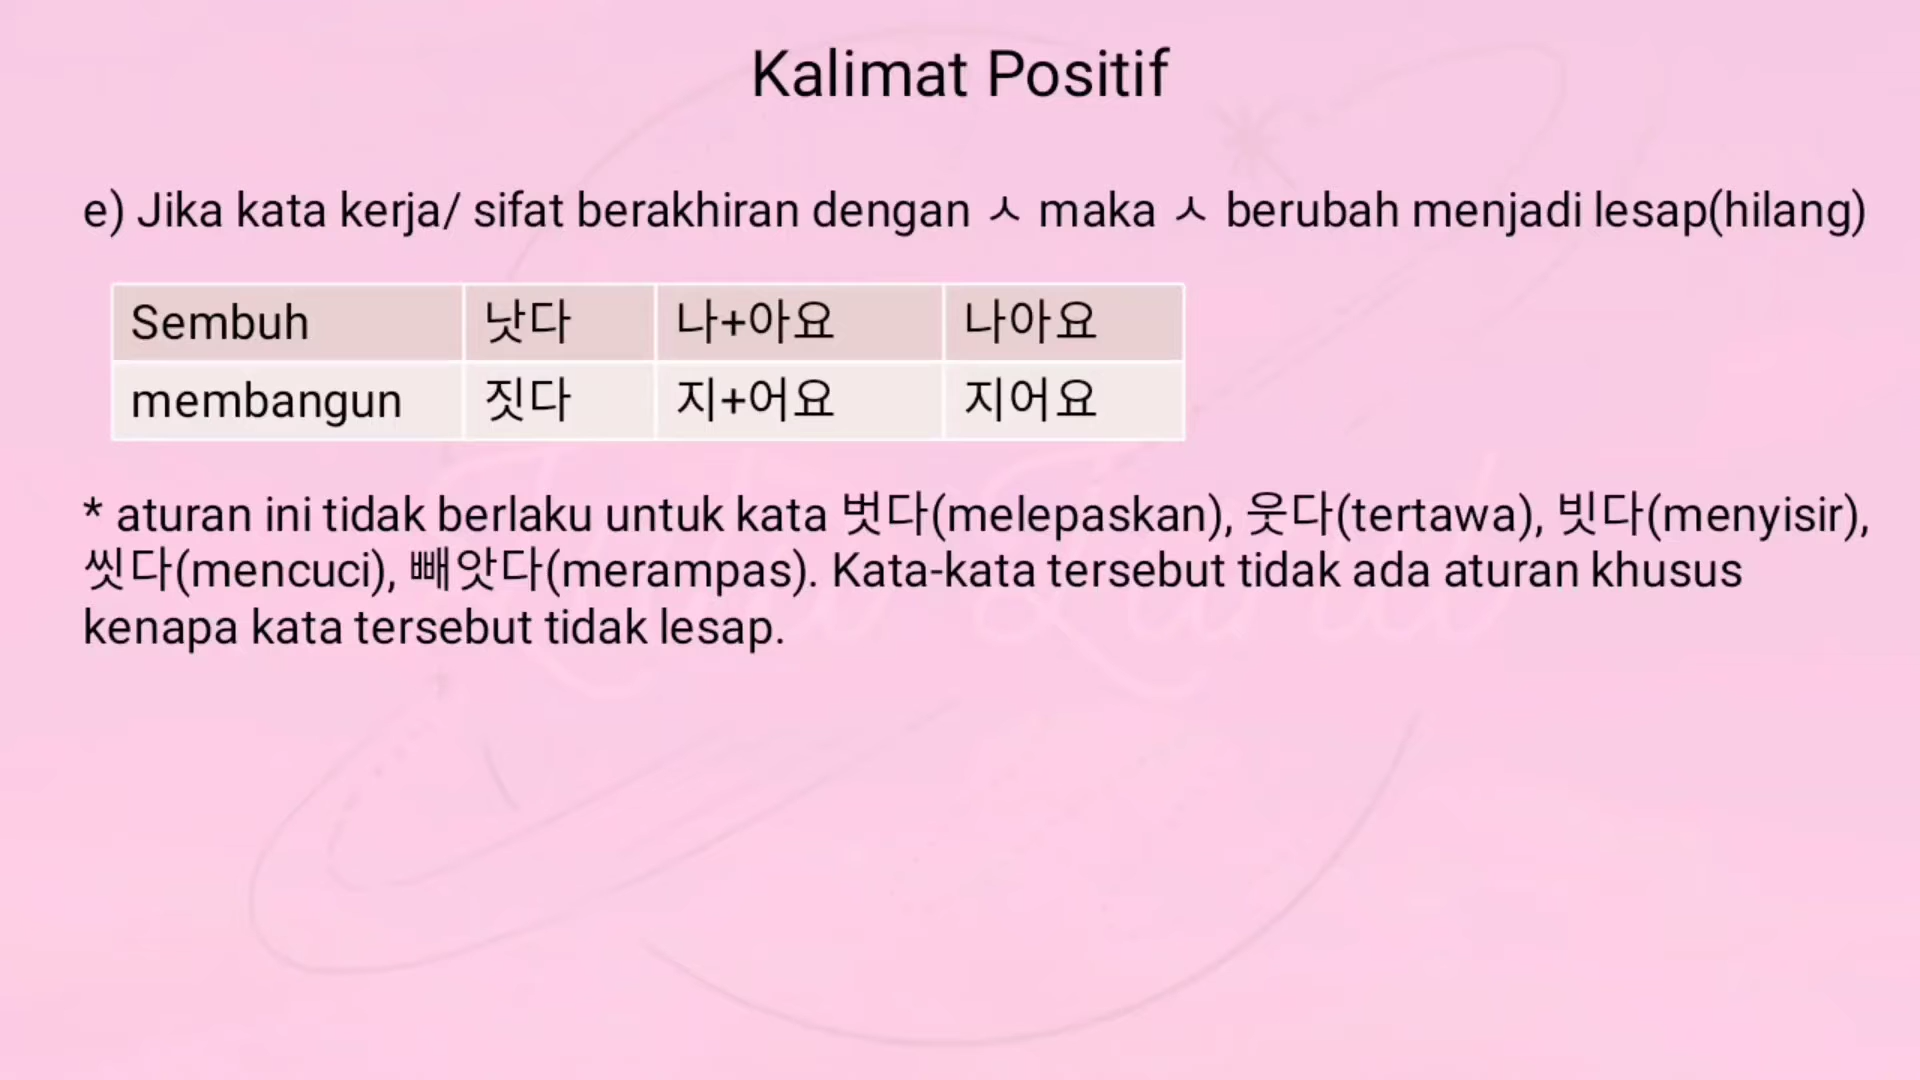 Kalimat Positif
e) Jika kata kerja/ sifat berakhiran dengan ㅅ maka ㅅ berubah menjadi lesap(hilang)
Sembuh 낫다 나+아요 나아요
membangun 짓다 지+어요 지어요
* aturan ini tidak berlaku untuk kata 벗다(melepaskan), 웃다(tertawa), 빗다(menyisir),
씻다(mencuci), 빼앗다(merampas). Kata-kata tersebut tidak ada aturan khusus
kenapa kata tersebut tidak lesap.